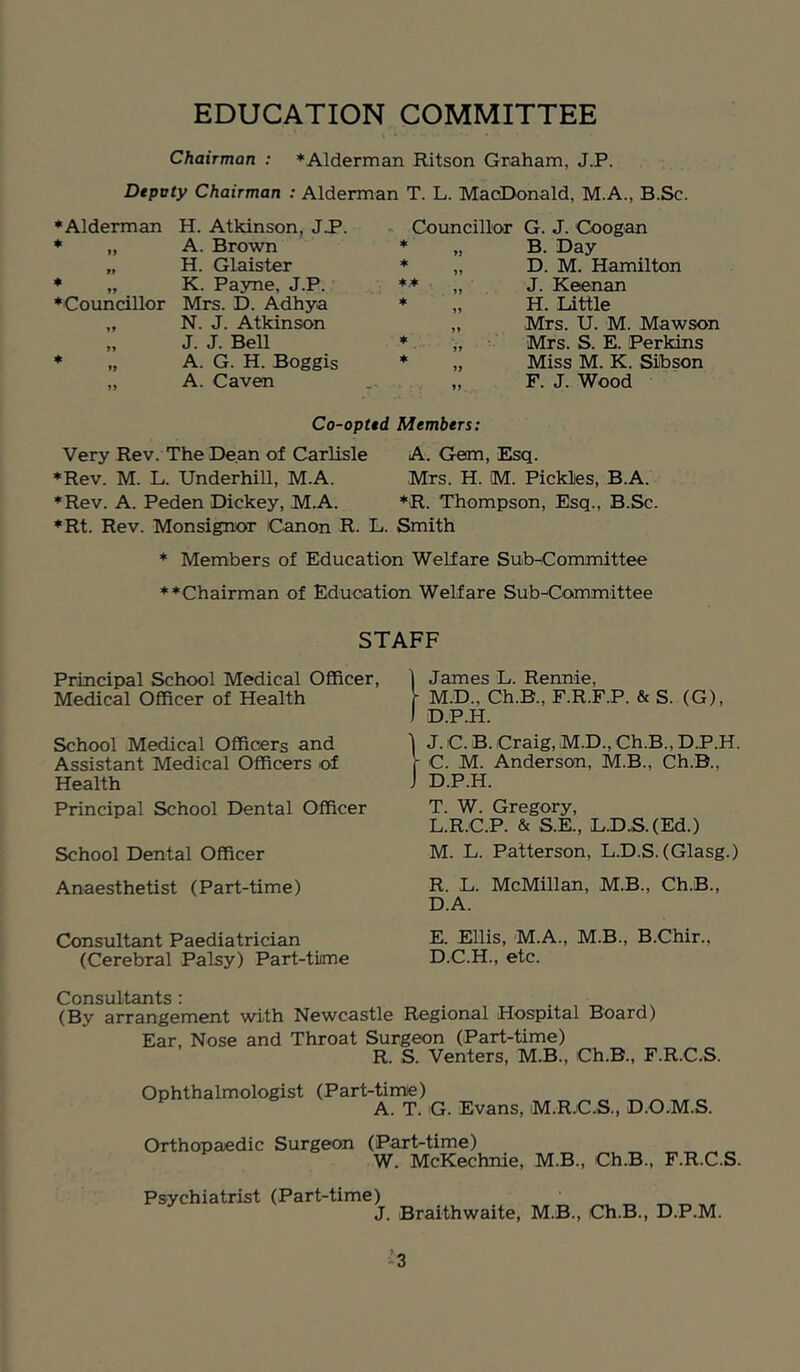 EDUCATION COMMITTEE
Chairman : *Alderman Ritson Graham, J.P.
Deputy Chairman : Alderman T. L. MacDonald, M.A., B.Sc.
*Alderman H. Atkinson, J.P.
* „ A. Brown
„ H. Glaister
* „ K. Payne, J.P.
*Councillor Mrs. D. Adhya
„ N. J. Atkinson
„ J. J. Bell
* „ A. G. H. Boggis
„ A. Caven
Councillor G. J. Coogan
* „ B. Day
* „ D. M. Hamilton
** „ J. Keenan
* „ H. Little
„ Mrs. U. M. Mawson
* „ Mrs. S. E. Perkins
* „ Miss M. K. Sibson
„ F. J. Wood
Co-opted Members:
Very Rev. The Dean of Carlisle A. Gem, Esq.
*Rev. M. L. Underhill, M.A. Mrs. H. M. Pickles, B.A.
*Rev. A. Peden Dickey, M.A. *R. Thompson, Esq., B.Sc.
*Rt. Rev. Monsignor Canon R. L. Smith
* Members of Education Welfare Sub-Committee
**Chairman of Education Welfare Sub-Committee
STAFF
Principal School Medical Officer,
Medical Officer of Health
James L. Rennie,
M.D., Ch.B., F.R.F.P. & S. (G),
D.P.H.
School Medical Officers and
Assistant Medical Officers of
Health
J. C. B. Craig, M.D., Ch.B., D.P.H.
C. M. Anderson, M.B., Ch.B.,
D.P.H.
Principal School Dental Officer
T. W. Gregory,
L.R.C.P. & S.E., L.D.S.(Ed.)
School Dental Officer
M. L. Patterson, L.D.S.(Glasg.)
Anaesthetist (Part-time)
R. L. McMillan, M.B., Ch.B.,
D.A.
Consultant Paediatrician
(Cerebral Palsy) Part-time
E. Ellis, M.A., M.B., B.Chir.,
D.C.H., etc.
Consultants :
(By arrangement with Newcastle Regional Hospital Board)
Ear, Nose and Throat Surgeon (Part-time)
R. S. Venters, M.B., Ch.B., F.R.C.S.
Ophthalmologist (Part-time)
A. T. G. Evans, M.R.C.S., D.O.M.S.
Orthopaedic Surgeon (Part-time)
W. McKechnie, M.B., Ch.B., F.R.C.S.
Psychiatrist (Part-time)
J. Braithwaite, M.B., Ch.B., D.P.M.
3